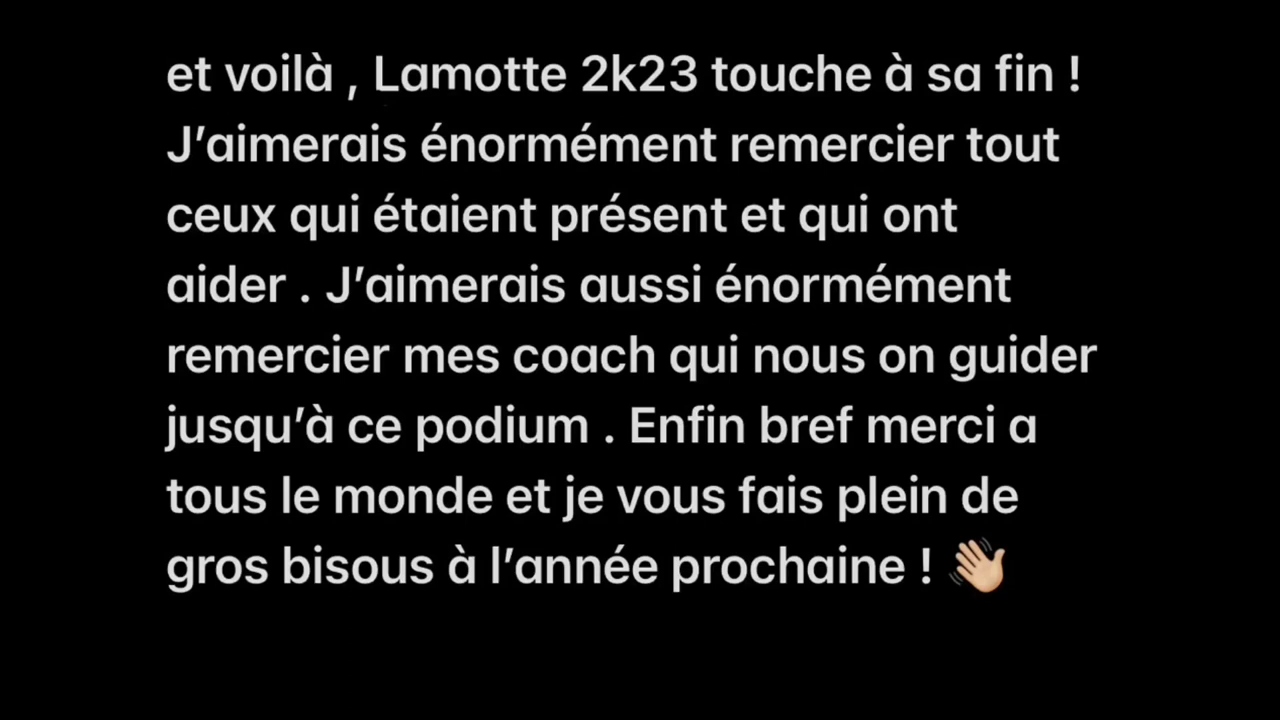 et voilà , Lamotte 2k23 touche à sa fin !
J’aimerais énormément remercier tout
ceux qui étaient présent et qui ont
aider . J’aimerais aussi énormément
remercier mes coach qui nous on guider
jusqu’à ce podium . Enfin bref merci a
tous le monde et je vous fais plein de
gros bisous à l’année prochaine ! 👋🏼